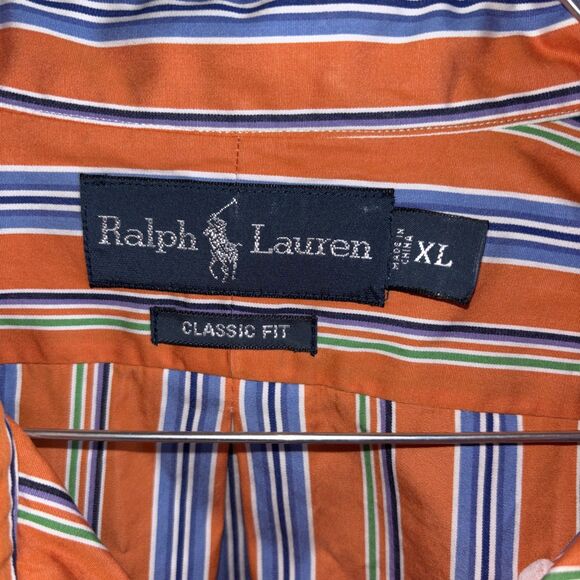 Ralph Lauren
MADE IN
CHINA
XL
CLASSIC FIT